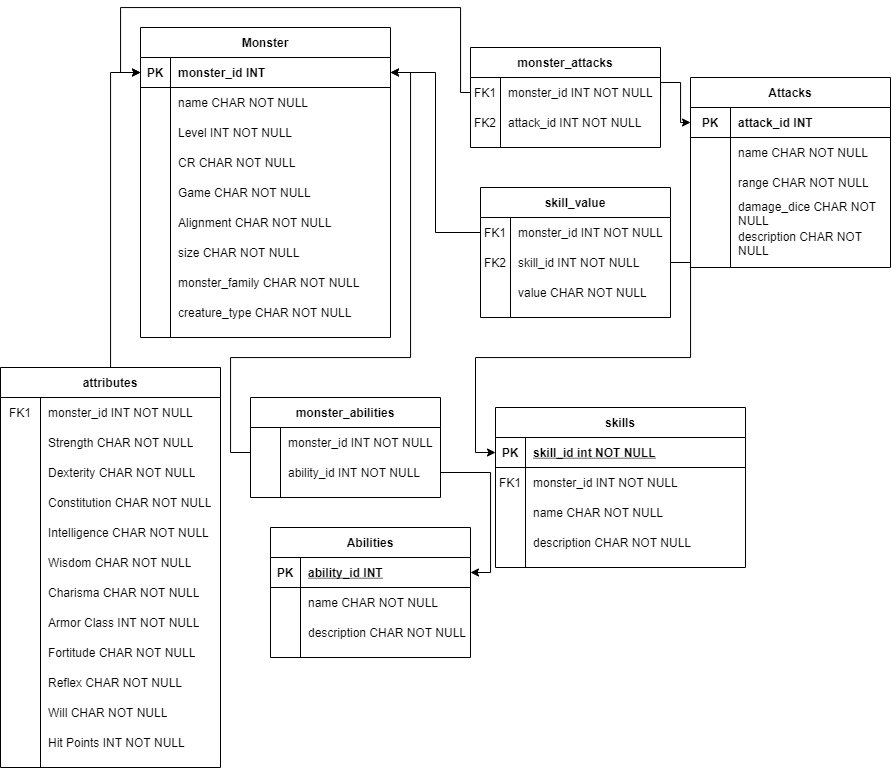 Monster
PK monster_id INT
name CHAR NOT NULL
Level INT NOT NULL
CR CHAR NOT NULL
Game CHAR NOT NULL
Alignment CHAR NOT NULL
size CHAR NOT NULL
monster_family CHAR NOT NULL
creature_type CHAR NOT NULL
monster_attacks
FK1 monster_id INT NOT NULL
FK2 attack_id INT NOT NULL
Attacks
PK attack_id INT
name CHAR NOT NULL
range CHAR NOT NULL
damage_dice CHAR NOT
NULL
description CHAR NOT
NULL
skill_value
FK1 monster_id INT NOT NULL
FK2 skill_id INT NOT NULL
value CHAR NOT NULL
attributes
FK1 monster_id INT NOT NULL
Strength CHAR NOT NULL
Dexterity CHAR NOT NULL
Constitution CHAR NOT NULL
Intelligence CHAR NOT NULL
Wisdom CHAR NOT NULL
Charisma CHAR NOT NULL
Armor Class INT NOT NULL
Fortitude CHAR NOT NULL
Reflex CHAR NOT NULL
Will CHAR NOT NULL
Hit Points INT NOT NULL
monster_abilities
monster_id INT NOT NULL
ability_id INT NOT NULL
skills
PK skill_id int NOT NULL
FK1 monster_id INT NOT NULL
name CHAR NOT NULL
description CHAR NOT NULL
Abilities
PK ability_id INT
name CHAR NOT NULL
description CHAR NOT NULL